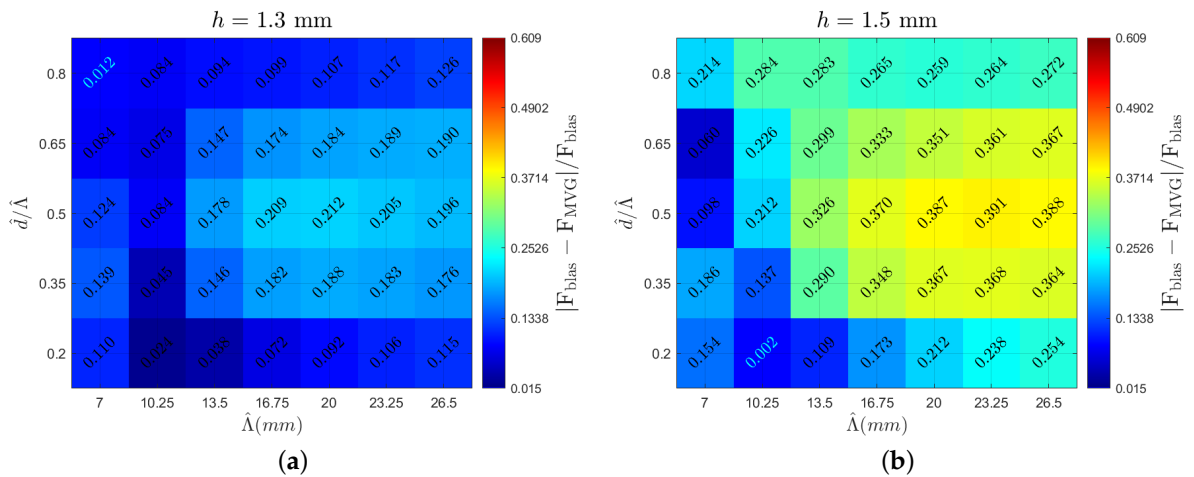 h = 1.3 mm
0.8 0.012 0.084 0.094 0.099 0.107 0.117 0.126
0.65 0.084 0.075 0.147 0.174 0.184 0.189 0.190
0.5 0.124 0.084 0.178 0.209 0.212 0.205 0.196
0.35 0.139 0.045 0.146 0.182 0.188 0.183 0.176
0.2 0.110 0.038 0.072 0.092 0.106 0.115
7 10.25 13.5 16.75 20 23.25 26.5
Λ̂(mm)
d̂/Λ̂
0.609
0.4902
0.3714
0.2526
0.1338
0.015
|F_blas − F_MVG|/F_blas
(a)
h = 1.5 mm
0.8 0.214 0.284 0.283 0.265 0.259 0.264 0.272
0.65 0.060 0.226 0.299 0.333 0.351 0.361 0.367
0.5 0.098 0.212 0.326 0.370 0.387 0.391 0.388
0.35 0.186 0.137 0.290 0.348 0.367 0.368 0.364
0.2 0.154 0.002 0.109 0.173 0.212 0.238 0.254
7 10.25 13.5 16.75 20 23.25 26.5
Λ̂(mm)
d̂/Λ̂
0.609
0.4902
0.3714
0.2526
0.1338
0.015
|F_blas − F_MVG|/F_blas
(b)